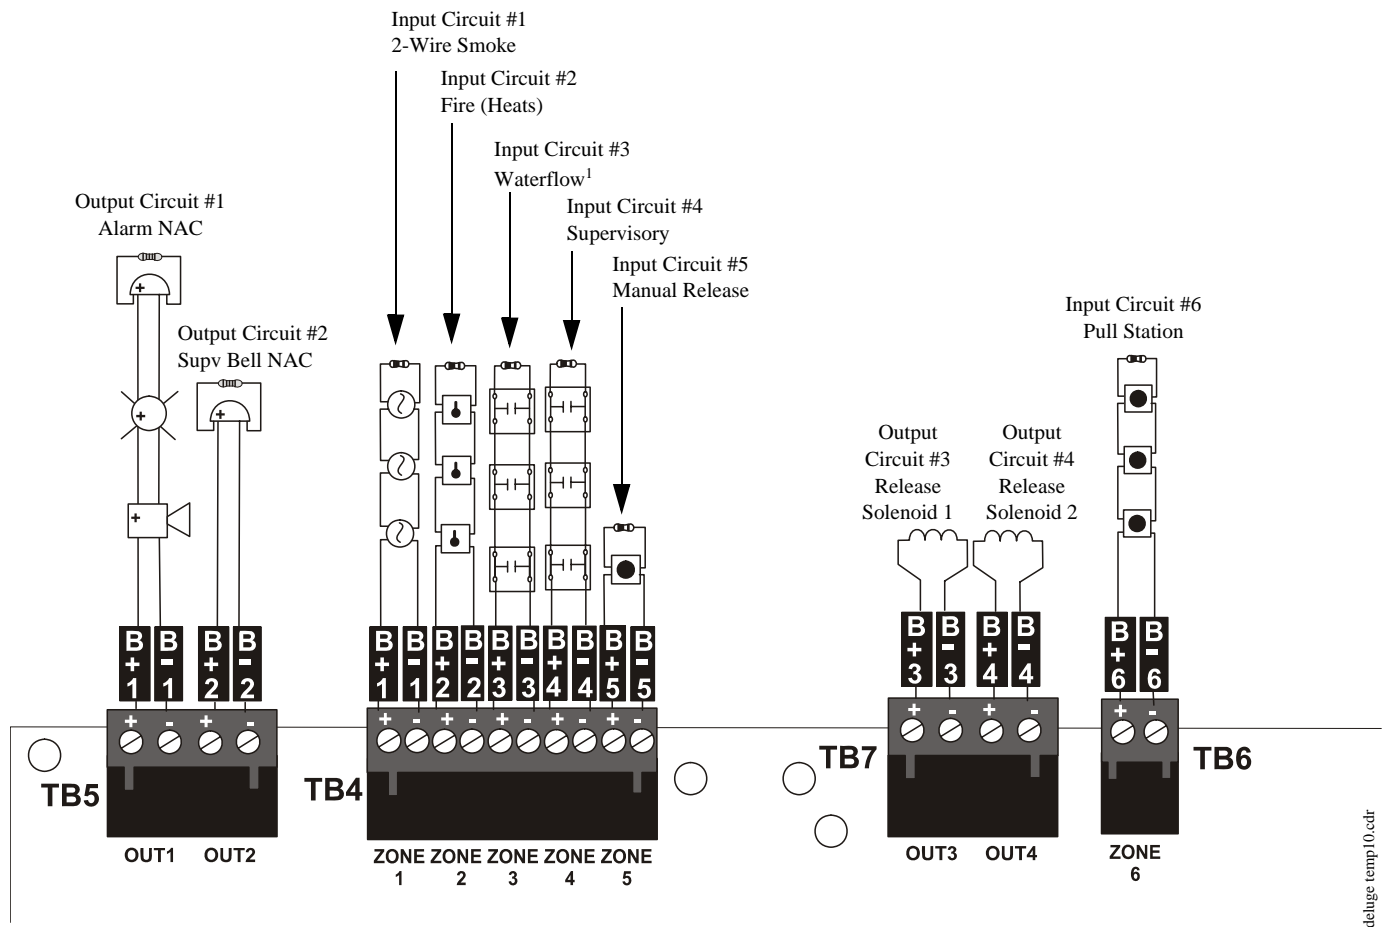 Input Circuit #1
2-Wire Smoke
Input Circuit #2
Fire (Heats)
Input Circuit #3
Waterflow¹
Output Circuit #1
Alarm NAC
Input Circuit #4
Supervisory
Input Circuit #5
Manual Release
Output Circuit #2
Supv Bell NAC
Input Circuit #6
Pull Station
Output
Circuit #3
Release
Solenoid 1
Output
Circuit #4
Release
Solenoid 2
+
+
+
+
B+1
B-1
B+2
B-2
B+1
B-1
B+2
B-2
B+3
B-3
B+4
B-4
B+5
B-5
B+3
B-3
B+4
B-4
B+6
B-6
+ - + -
+ - + - + - + - + -
+ - + -
+ -
TB5
TB4
TB7
TB6
OUT1 OUT2
ZONE 1
ZONE 2
ZONE 3
ZONE 4
ZONE 5
OUT3 OUT4
ZONE 6
deluge temp10.cdr